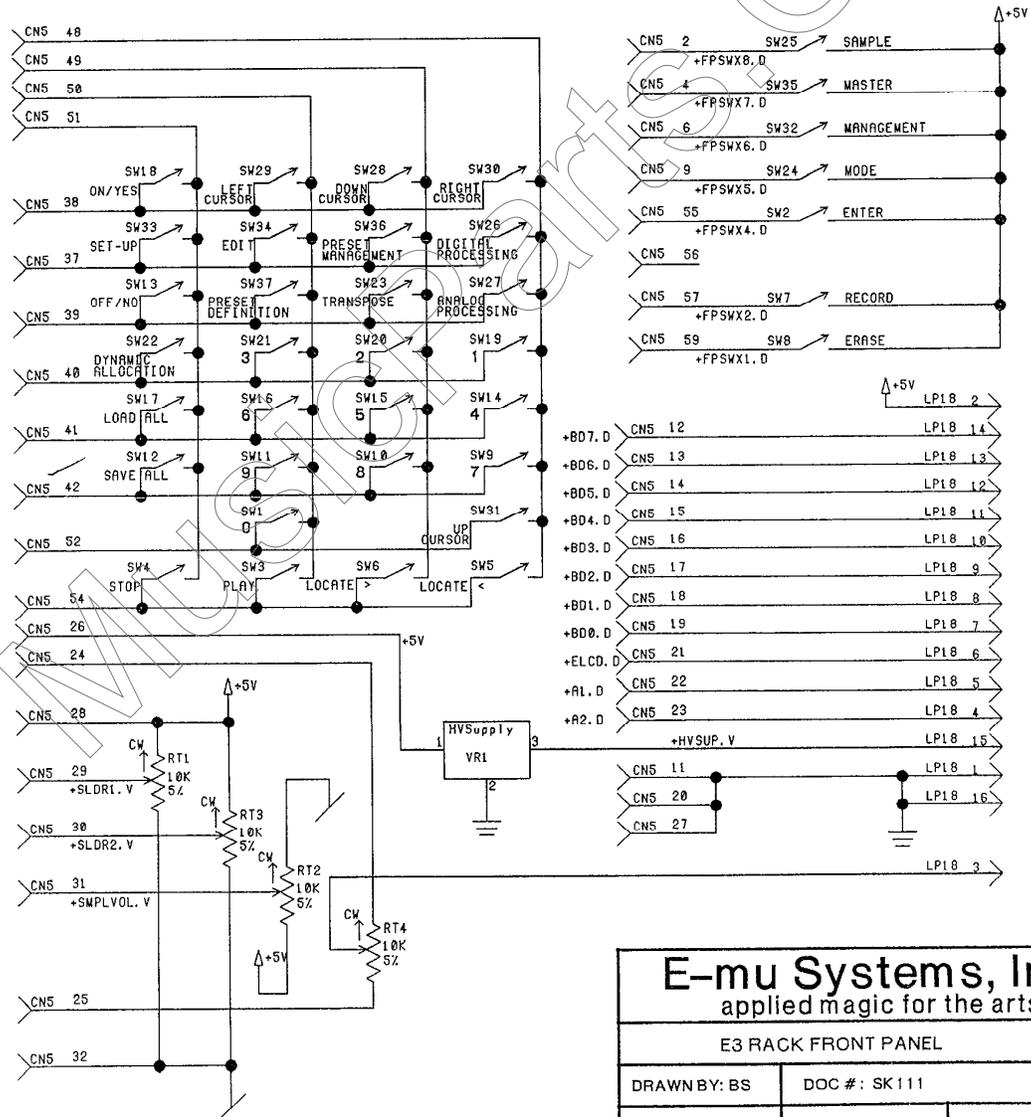 CN5 48
CN5 49
CN5 50
CN5 51
SW18 SW29 SW28 SW30
ON/YES LEFT CURSOR DOWN CURSOR RIGHT CURSOR
CN5 38
SW33 SW34 SW36 SW26
SET-UP EDIT PRESET MANAGEMENT DIGITAL PROCESSING
CN5 37
SW13 SW37 SW23 SW27
OFF/NO PRESET DEFINITION TRANSPOSE ANALOG PROCESSING
CN5 39
SW22 SW21 SW20 SW19
DYNAMIC ALLOCATION 3 2 1
CN5 40
SW17 SW16 SW15 SW14
LOAD ALL 6 5 4
CN5 41
SW12 SW11 SW10 SW9
SAVE ALL 9 8 7
CN5 42
SW1 SW31
0 UP CURSOR
CN5 52
SW4 SW3 SW6 SW5
STOP PLAY LOCATE > LOCATE <
CN5 54
CN5 26
+5V
CN5 24
+5V
CN5 28
CW RT1
10K
5%
CN5 29
+SLDR1.V
CW RT3
10K
5%
CN5 30
+SLDR2.V
CW RT2
10K
5%
CN5 31
+SMPLVOL.V
CW RT4
10K
5%
+5V
CN5 25
CN5 32
HVSupply
1 VR1 3
2
+5V
CN5 2 SW25 SAMPLE
+FPSWX8.D
CN5 4 SW35 MASTER
+FPSWX7.D
CN5 6 SW32 MANAGEMENT
+FPSWX6.D
CN5 9 SW24 MODE
+FPSWX5.D
CN5 55 SW2 ENTER
+FPSWX4.D
CN5 56
CN5 57 SW7 RECORD
+FPSWX2.D
CN5 59 SW8 ERASE
+FPSWX1.D
+5V LP18 2
+BD7.D CN5 12 LP18 14
+BD6.D CN5 13 LP18 13
+BD5.D CN5 14 LP18 12
+BD4.D CN5 15 LP18 11
+BD3.D CN5 16 LP18 10
+BD2.D CN5 17 LP18 9
+BD1.D CN5 18 LP18 8
+BD0.D CN5 19 LP18 7
+ELCD.D CN5 21 LP18 6
+A1.D CN5 22 LP18 5
+A2.D CN5 23 LP18 4
+HVSUP.V LP18 15
CN5 11 LP18 1
CN5 20 LP18 16
CN5 27
LP18 3
E-mu Systems, I
applied magic for the arts
E3 RACK FRONT PANEL
DRAWN BY: BS DOC #: SK111
MusicParts.